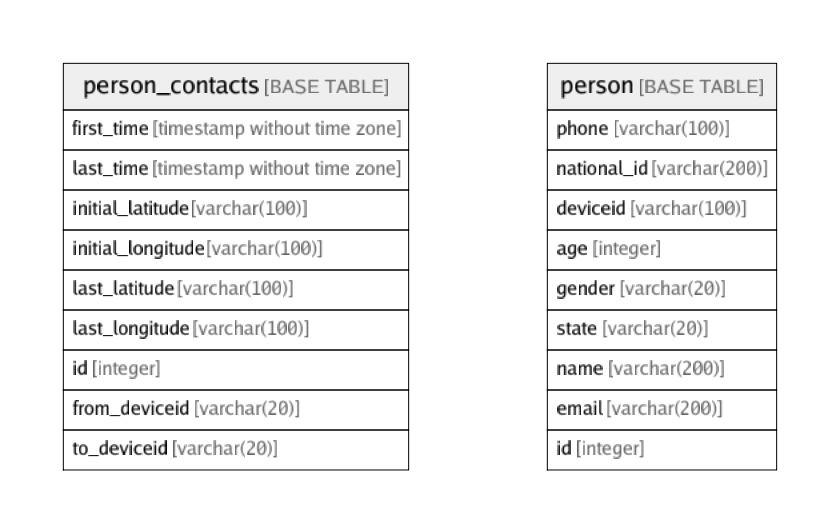 person_contacts [BASE TABLE]
first_time [timestamp without time zone]
last_time [timestamp without time zone]
initial_latitude [varchar(100)]
initial_longitude [varchar(100)]
last_latitude [varchar(100)]
last_longitude [varchar(100)]
id [integer]
from_deviceid [varchar(20)]
to_deviceid [varchar(20)]
person [BASE TABLE]
phone [varchar(100)]
national_id [varchar(200)]
deviceid [varchar(100)]
age [integer]
gender [varchar(20)]
state [varchar(20)]
name [varchar(200)]
email [varchar(200)]
id [integer]